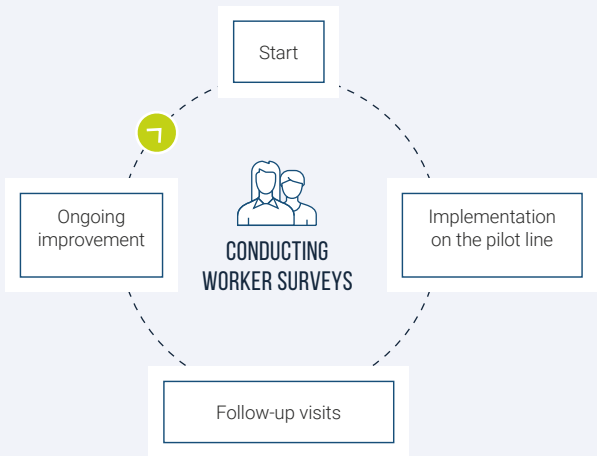 Start
Implementation
on the pilot line
Follow-up visits
Ongoing
improvement
CONDUCTING
WORKER SURVEYS